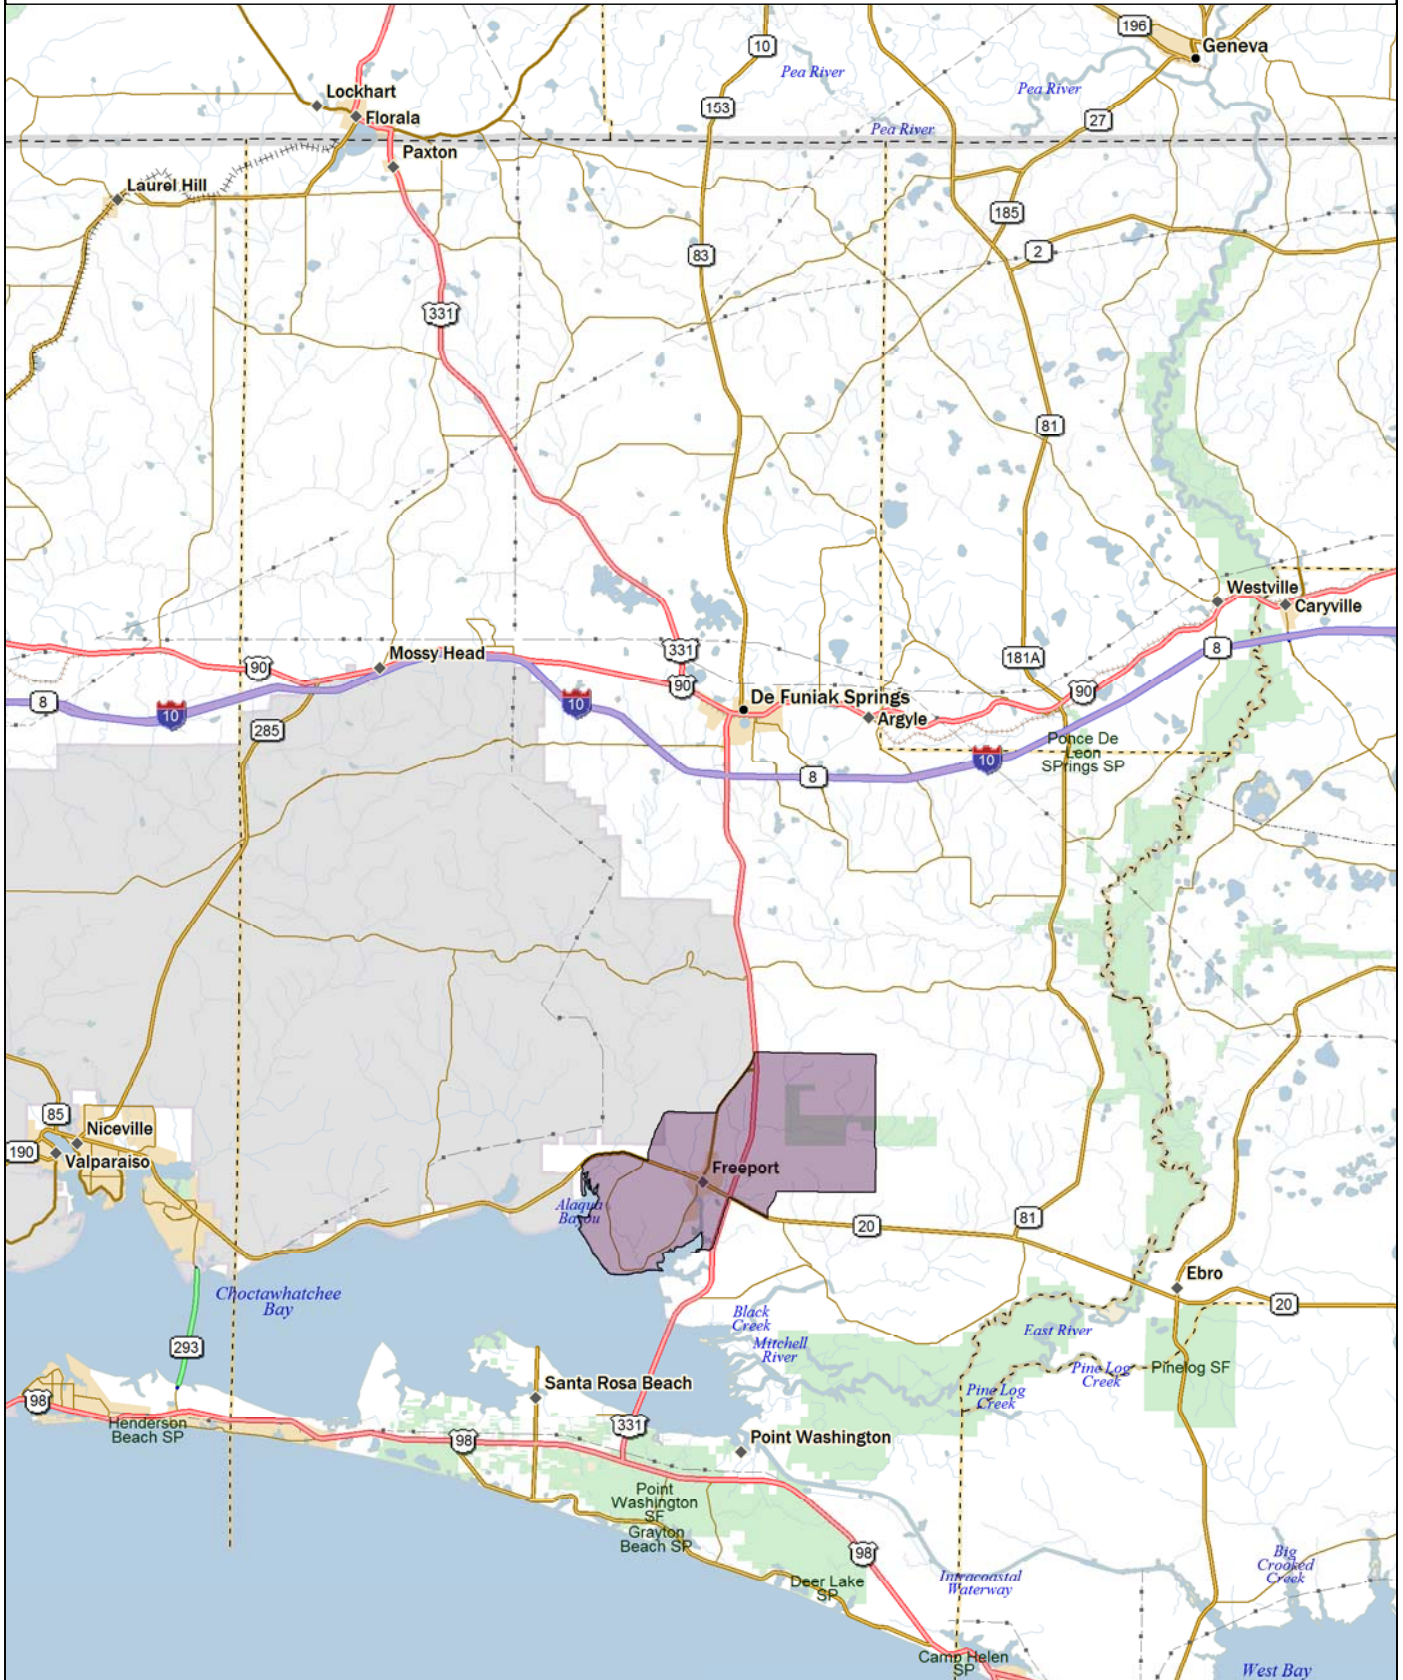 196
Geneva
10
Pea River
Pea River
Lockhart
153
27
Florala
Pea River
Paxton
Laurel Hill
185
2
83
331
81
Westville
Caryville
331
8
Mossy Head
90
181A
90
90
De Funiak Springs
8
10
10
Argyle
285
Ponce De
Leon
SPrings SP
10
8
85
Niceville
190
Valparaiso
Freeport
Alaqua
Bayou
20
81
Ebro
Choctawhatchee
Bay
20
Black
Creek
East River
293
Mitchell
River
Pine Log
Creek
Pinelog SF
Santa Rosa Beach
Pine Log
Creek
98
Henderson
Beach SP
331
98
Point Washington
Point
Washington
SF
Grayton
Beach SP
98
Big
Crooked
Creek
Deer Lake
SP
Intracoastal
Waterway
Camp Helen
SP
West Bay